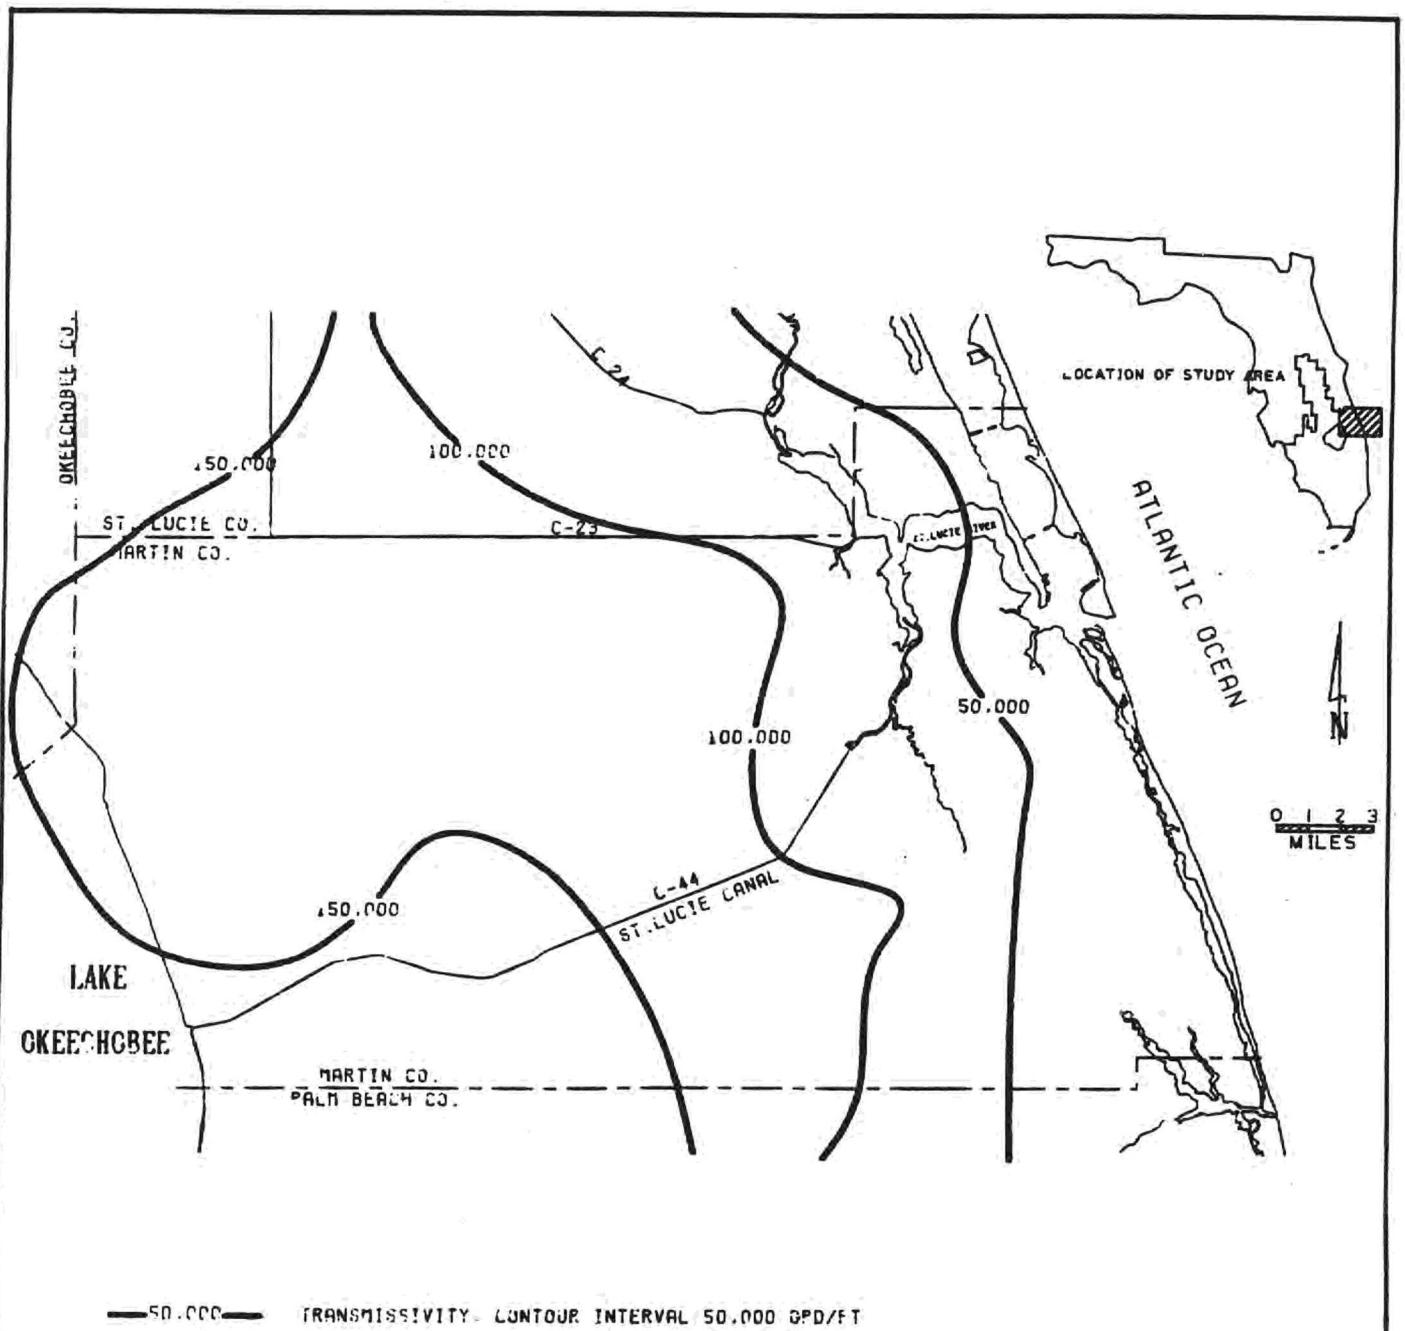 LOCATION OF STUDY AREA
OKEECHOBEE CO.
C-24
150.000
100.000
ST. LUCIE CO.
MARTIN CO.
C-23
ST.LUCIE RIVER
ATLANTIC OCEAN
N
50.000
100.000
0 1 2 3
MILES
C-44
ST.LUCIE CANAL
150.000
LAKE
OKEECHOBEE
MARTIN CO.
PALM BEACH CO.
50.000 TRANSMISSIVITY. CONTOUR INTERVAL 50.000 GPD/FT